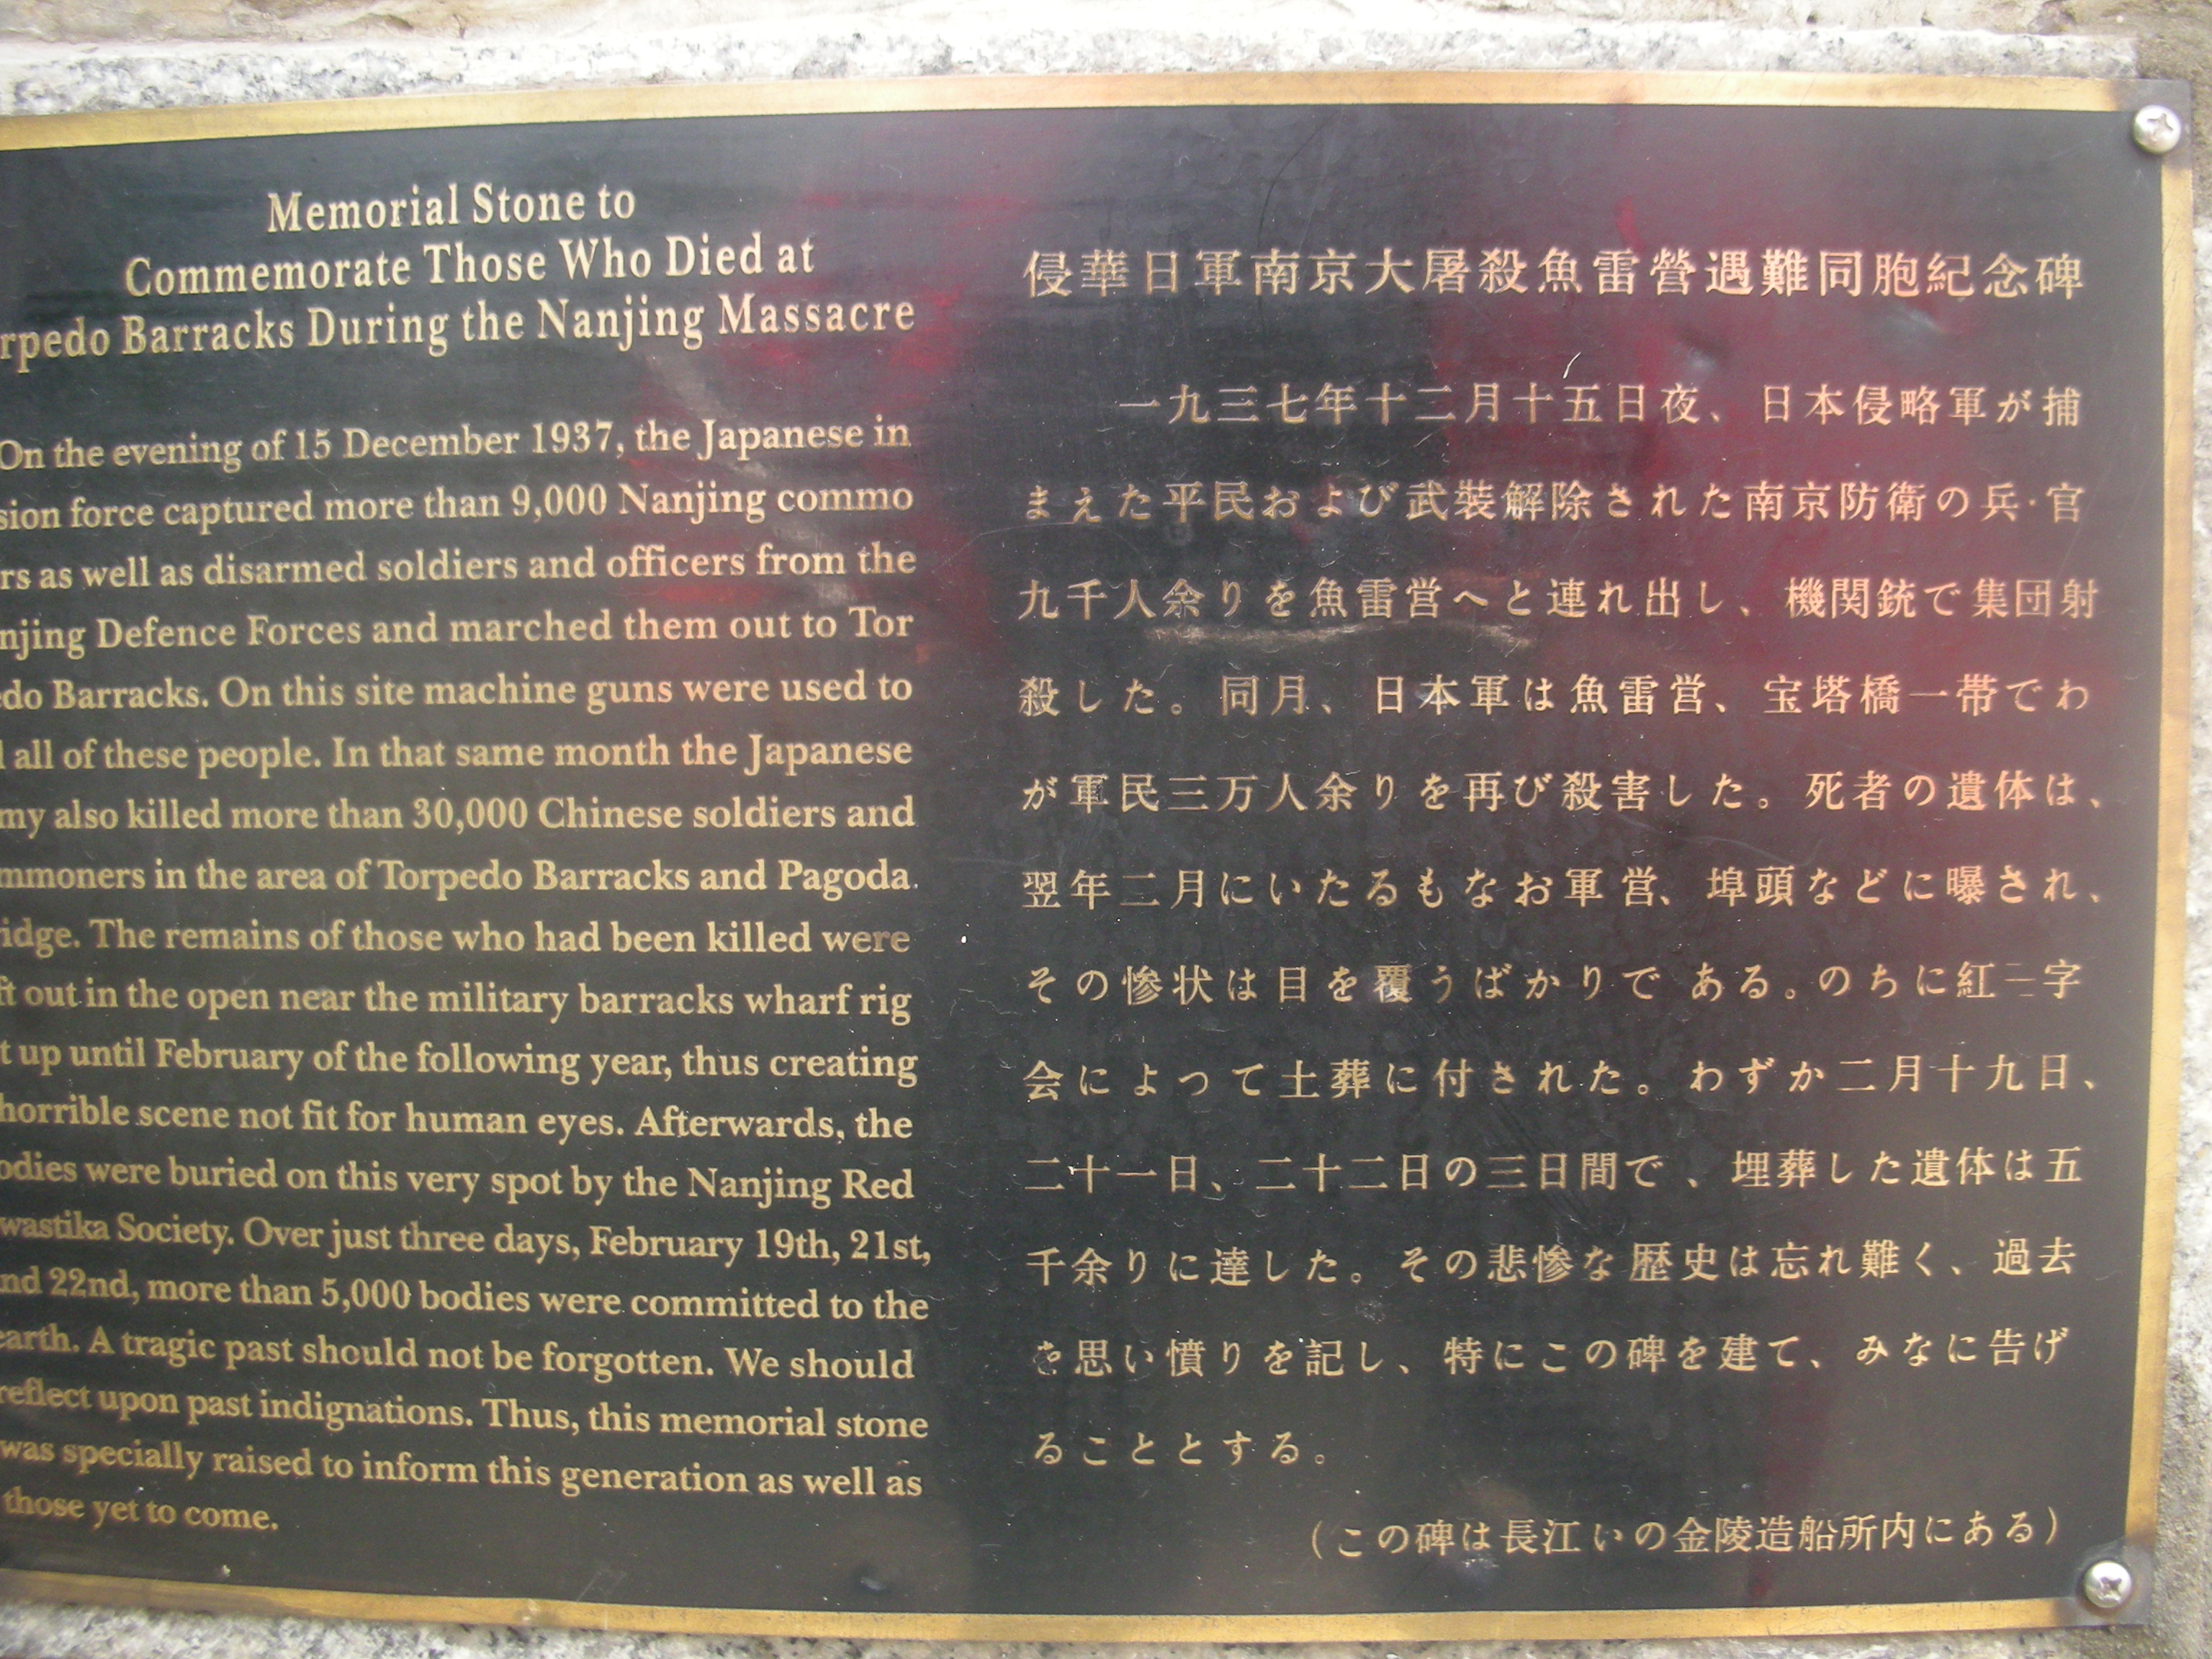 Memorial Stone to
Commemorate Those Who Died at
rpedo Barracks During the Nanjing Massacre
On the evening of 15 December 1937, the Japanese in
sion force captured more than 9,000 Nanjing commo
rs as well as disarmed soldiers and officers from the
njing Defence Forces and marched them out to Tor
edo Barracks. On this site machine guns were used to
l all of these people. In that same month the Japanese
my also killed more than 30,000 Chinese soldiers and
mmoners in the area of Torpedo Barracks and Pagoda
ridge. The remains of those who had been killed were
ft out in the open near the military barracks wharf rig
t up until February of the following year, thus creating
horrible scene not fit for human eyes. Afterwards, the
odies were buried on this very spot by the Nanjing Red
wastika Society. Over just three days, February 19th, 21st,
nd 22nd, more than 5,000 bodies were committed to the
earth. A tragic past should not be forgotten. We should
reflect upon past indignations. Thus, this memorial stone
was specially raised to inform this generation as well as
those yet to come.
侵華日軍南京大屠殺魚雷營遇難同胞紀念碑
一九三七年十二月十五日夜、日本侵略軍が捕
まえた平民および武装解除された南京防衛の兵·官
九千人余りを魚雷営へと連れ出し、機関銃で集団射
殺した。同月、日本軍は魚雷営、宝塔橋一帯でわ
が軍民三万人余りを再び殺害した。死者の遺体は、
翌年二月にいたるもなお軍営、埠頭などに曝され、
その惨状は目を覆うばかりで ある。のちに紅卍字
会によって土葬に付された。わずか二月十九日、
二十一日、二十二日の三日間で、埋葬した遺体は五
千余りに達した。その悲惨な歴史は忘れ難く、過去
を思い憤りを記し、特にこの碑を建て、みなに告げ
ることとする。
(この碑は長江いの金陵造船所内にある)